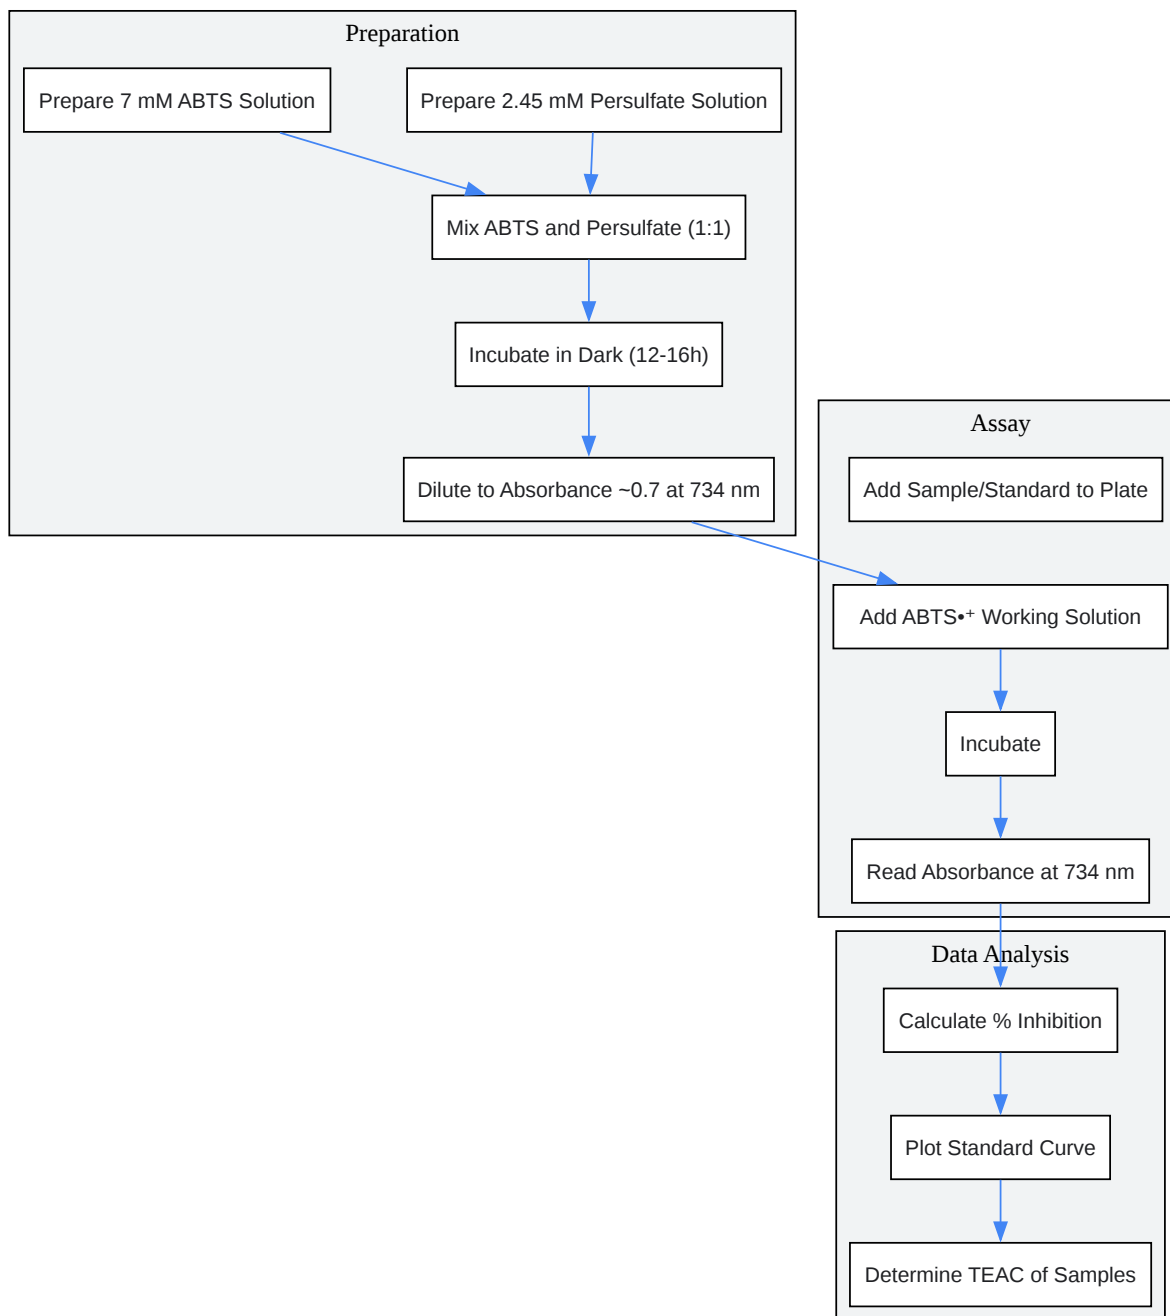 Preparation
Prepare 7 mM ABTS Solution
Prepare 2.45 mM Persulfate Solution
Mix ABTS and Persulfate (1:1)
Incubate in Dark (12-16h)
Dilute to Absorbance ~0.7 at 734 nm
Assay
Add Sample/Standard to Plate
Add ABTS•⁺ Working Solution
Incubate
Read Absorbance at 734 nm
Data Analysis
Calculate % Inhibition
Plot Standard Curve
Determine TEAC of Samples